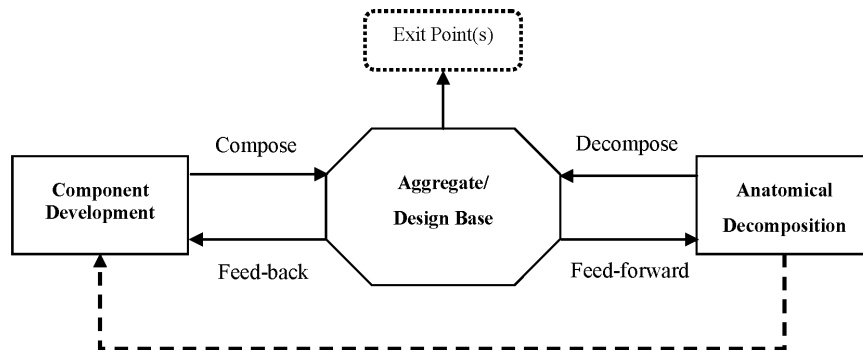 Exit Point(s)
Compose
Decompose
Component
Development
Aggregate/
Design Base
Anatomical
Decomposition
Feed-back
Feed-forward